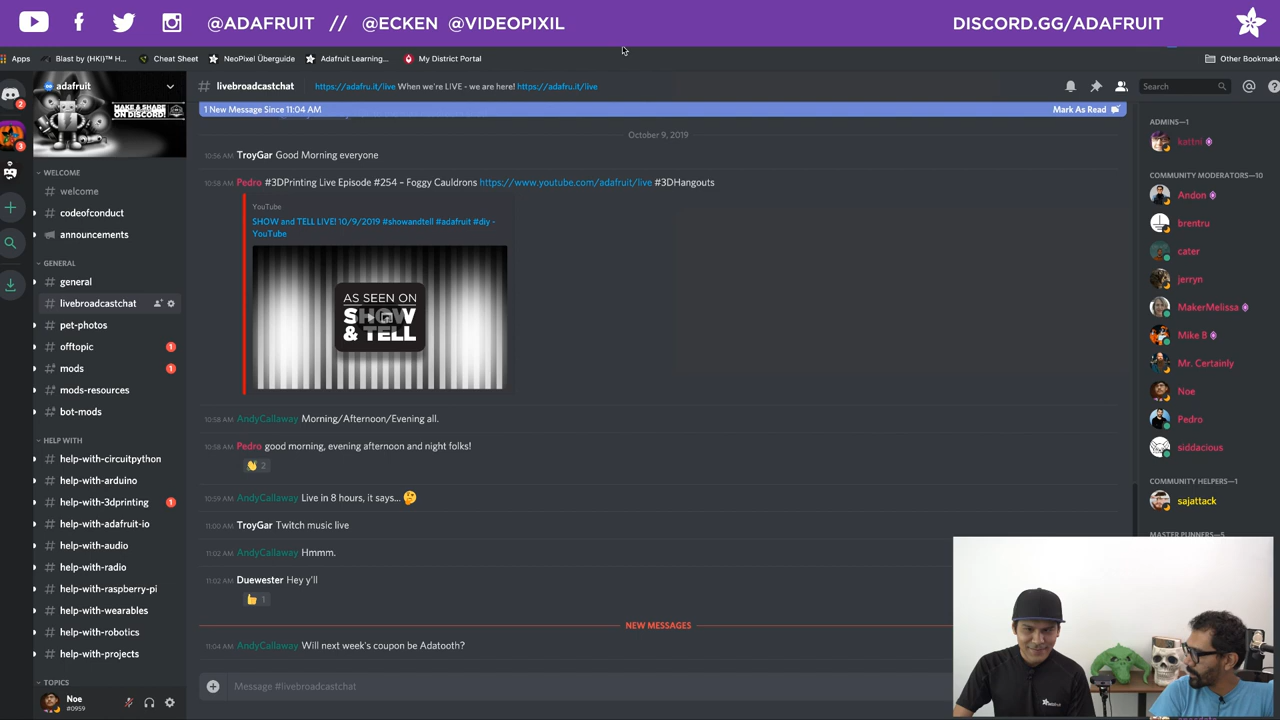 @ADAFRUIT // @ECKEN @VIDEOPIXIL
DISCORD.GG/ADAFRUIT
Apps
Blast by (HKI)™ H...
Cheat Sheet
NeoPixel Überguide
Adafruit Learning...
My District Portal
Other Bookmark
adafruit
MAKE & SHARE
ON DISCORD!
# livebroadcastchat
https://adafru.it/live When we're LIVE - we are here! https://adafru.it/live
Search
1 New Message Since 11:04 AM
Mark As Read
WELCOME
# welcome
# codeofconduct
announcements
GENERAL
# general
# livebroadcastchat
# pet-photos
# offtopic 1
# mods 1
# mods-resources
# bot-mods
HELP WITH
# help-with-circuitpython
# help-with-arduino
# help-with-3dprinting 1
# help-with-adafruit-io
# help-with-audio
# help-with-radio
# help-with-raspberry-pi
# help-with-wearables
# help-with-robotics
# help-with-projects
TOPICS
Noe
#0959
2
3
October 9, 2019
10:56 AM TroyGar Good Morning everyone
10:58 AM Pedro #3DPrinting Live Episode #254 – Foggy Cauldrons https://www.youtube.com/adafruit/live #3DHangouts
YouTube
SHOW and TELL LIVE! 10/9/2019 #showandtell #adafruit #diy -
YouTube
AS SEEN ON
SHOW
& TELL
10:58 AM AndyCallaway Morning/Afternoon/Evening all.
10:58 AM Pedro good morning, evening afternoon and night folks!
2
10:59 AM AndyCallaway Live in 8 hours, it says...
11:00 AM TroyGar Twitch music live
11:02 AM AndyCallaway Hmmm.
11:02 AM Duewester Hey y'll
1
NEW MESSAGES
11:04 AM AndyCallaway Will next week's coupon be Adatooth?
Message #livebroadcastchat
ADMINS—1
kattni
COMMUNITY MODERATORS—10
Andon
brentru
cater
jerryn
MakerMelissa
Mike B
Mr. Certainly
Noe
Pedro
siddacious
COMMUNITY HELPERS—1
sajattack
MASTER PUNNERS—5